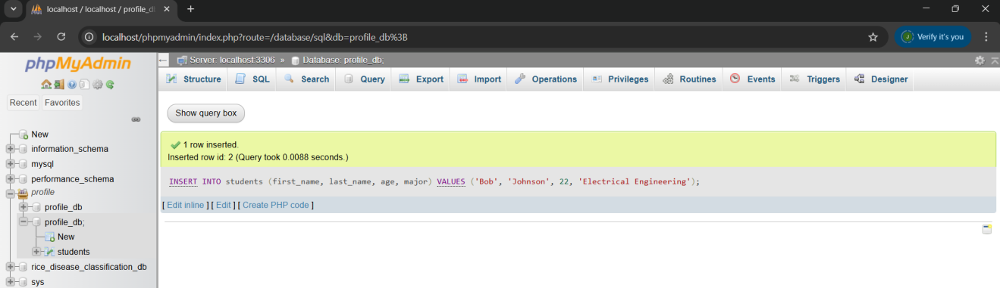 localhost / localhost / profile_d
localhost/phpmyadmin/index.php?route=/database/sql&db=profile_db%3B
J
Verify it's you
phpMyAdmin
Recent
Favorites
New
information_schema
mysql
performance_schema
profile
profile_db
profile_db;
New
students
rice_disease_classification_db
sys
Server: localhost:3306 » Database: profile_db;
Structure
SQL
Search
Query
Export
Import
Operations
Privileges
Routines
Events
Triggers
Designer
Show query box
1 row inserted.
Inserted row id: 2 (Query took 0.0088 seconds.)
INSERT INTO students (first_name, last_name, age, major) VALUES ('Bob', 'Johnson', 22, 'Electrical Engineering');
[ Edit inline ] [ Edit ] [ Create PHP code ]